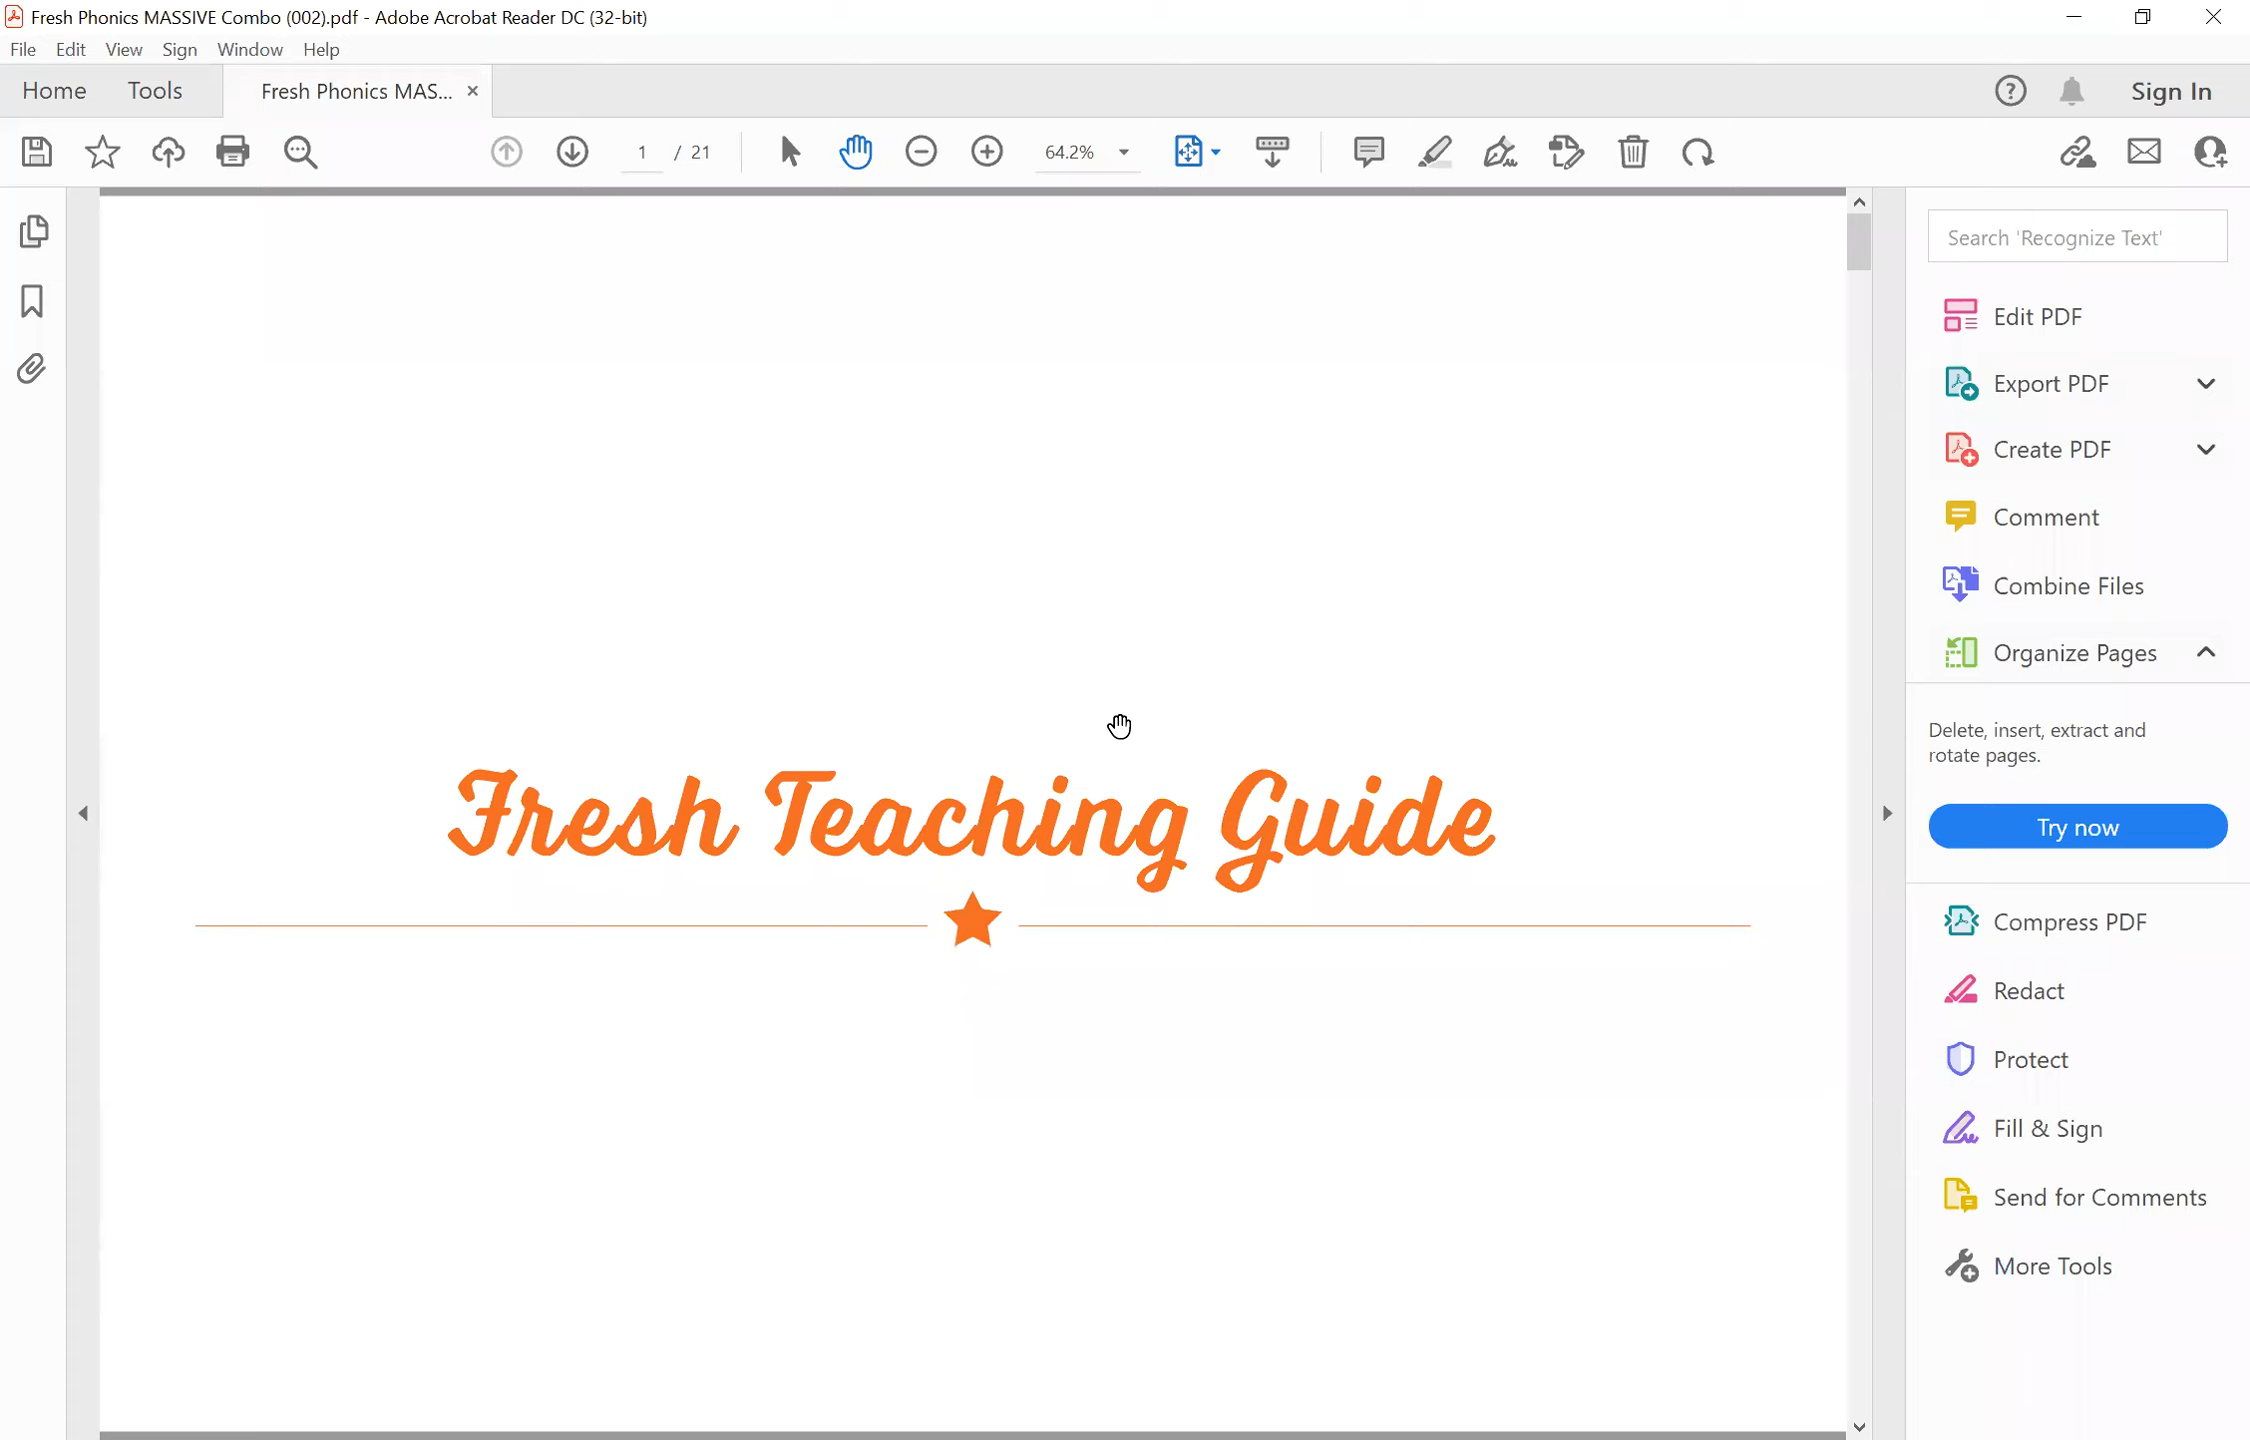 Fresh Phonics MASSIVE Combo (002).pdf - Adobe Acrobat Reader DC (32-bit)
File Edit View Sign Window Help
Home Tools Fresh Phonics MAS... × Sign In
1 / 21 64.2%
Search 'Recognize Text'
Edit PDF
Export PDF
Create PDF
Comment
Combine Files
Organize Pages
Delete, insert, extract and
rotate pages.
Try now
Compress PDF
Redact
Protect
Fill & Sign
Send for Comments
More Tools
Fresh Teaching Guide